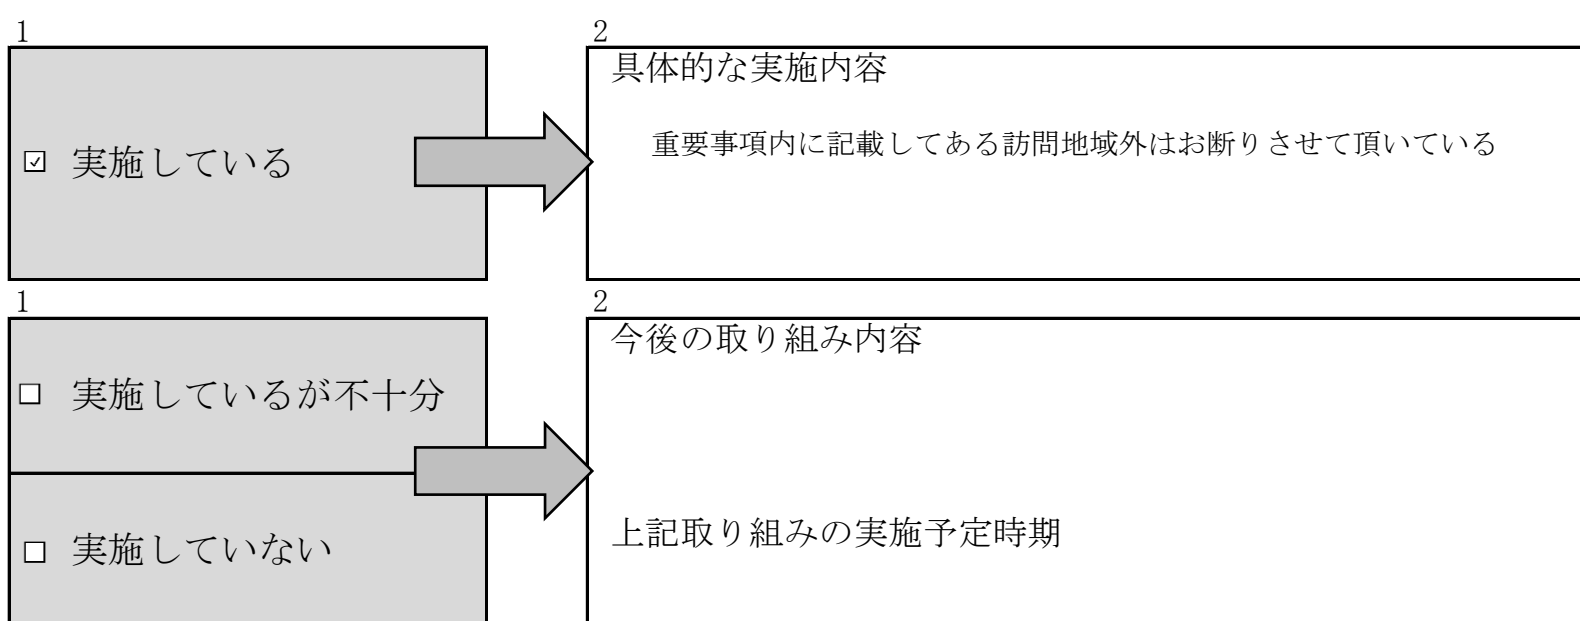 1
2
☑ 実施している
具体的な実施内容
重要事項内に記載してある訪問地域外はお断りさせて頂いている
1
2
☐ 実施しているが不十分
☐ 実施していない
今後の取り組み内容
上記取り組みの実施予定時期